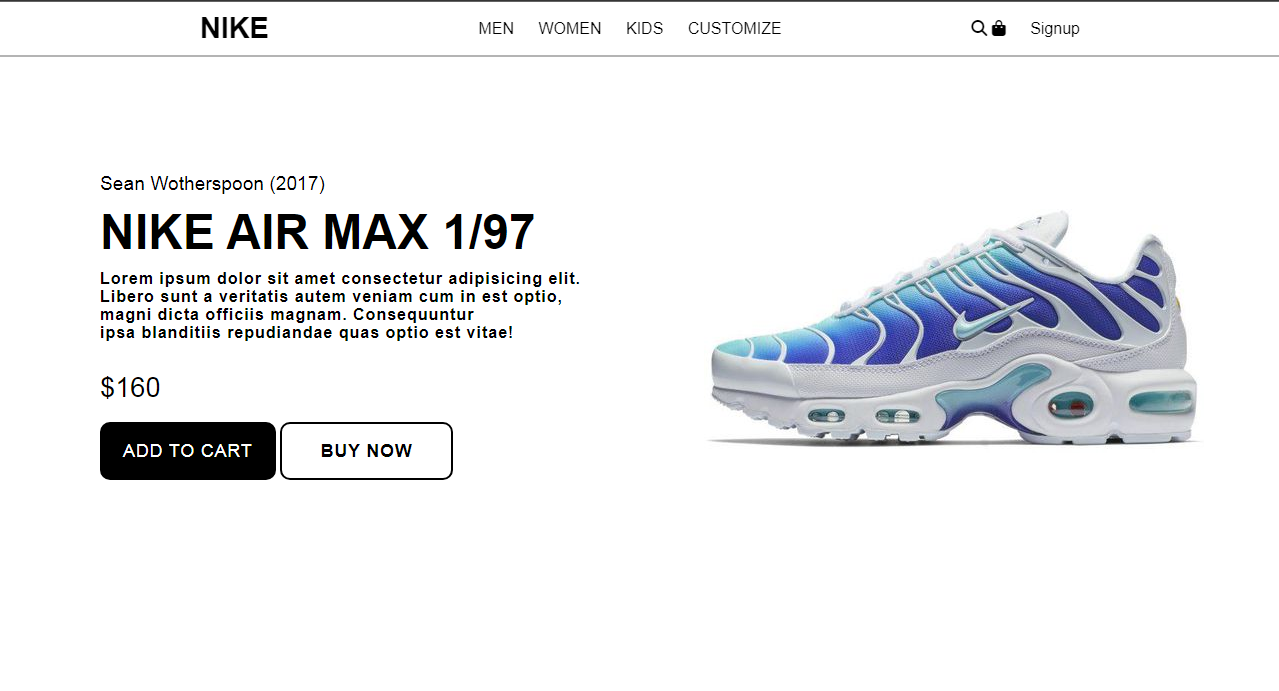 NIKE MEN WOMEN KIDS CUSTOMIZE Signup
Sean Wotherspoon (2017)
NIKE AIR MAX 1/97
Lorem ipsum dolor sit amet consectetur adipisicing elit.
Libero sunt a veritatis autem veniam cum in est optio,
magni dicta officiis magnam. Consequuntur
ipsa blanditiis repudiandae quas optio est vitae!
$160
ADD TO CART BUY NOW